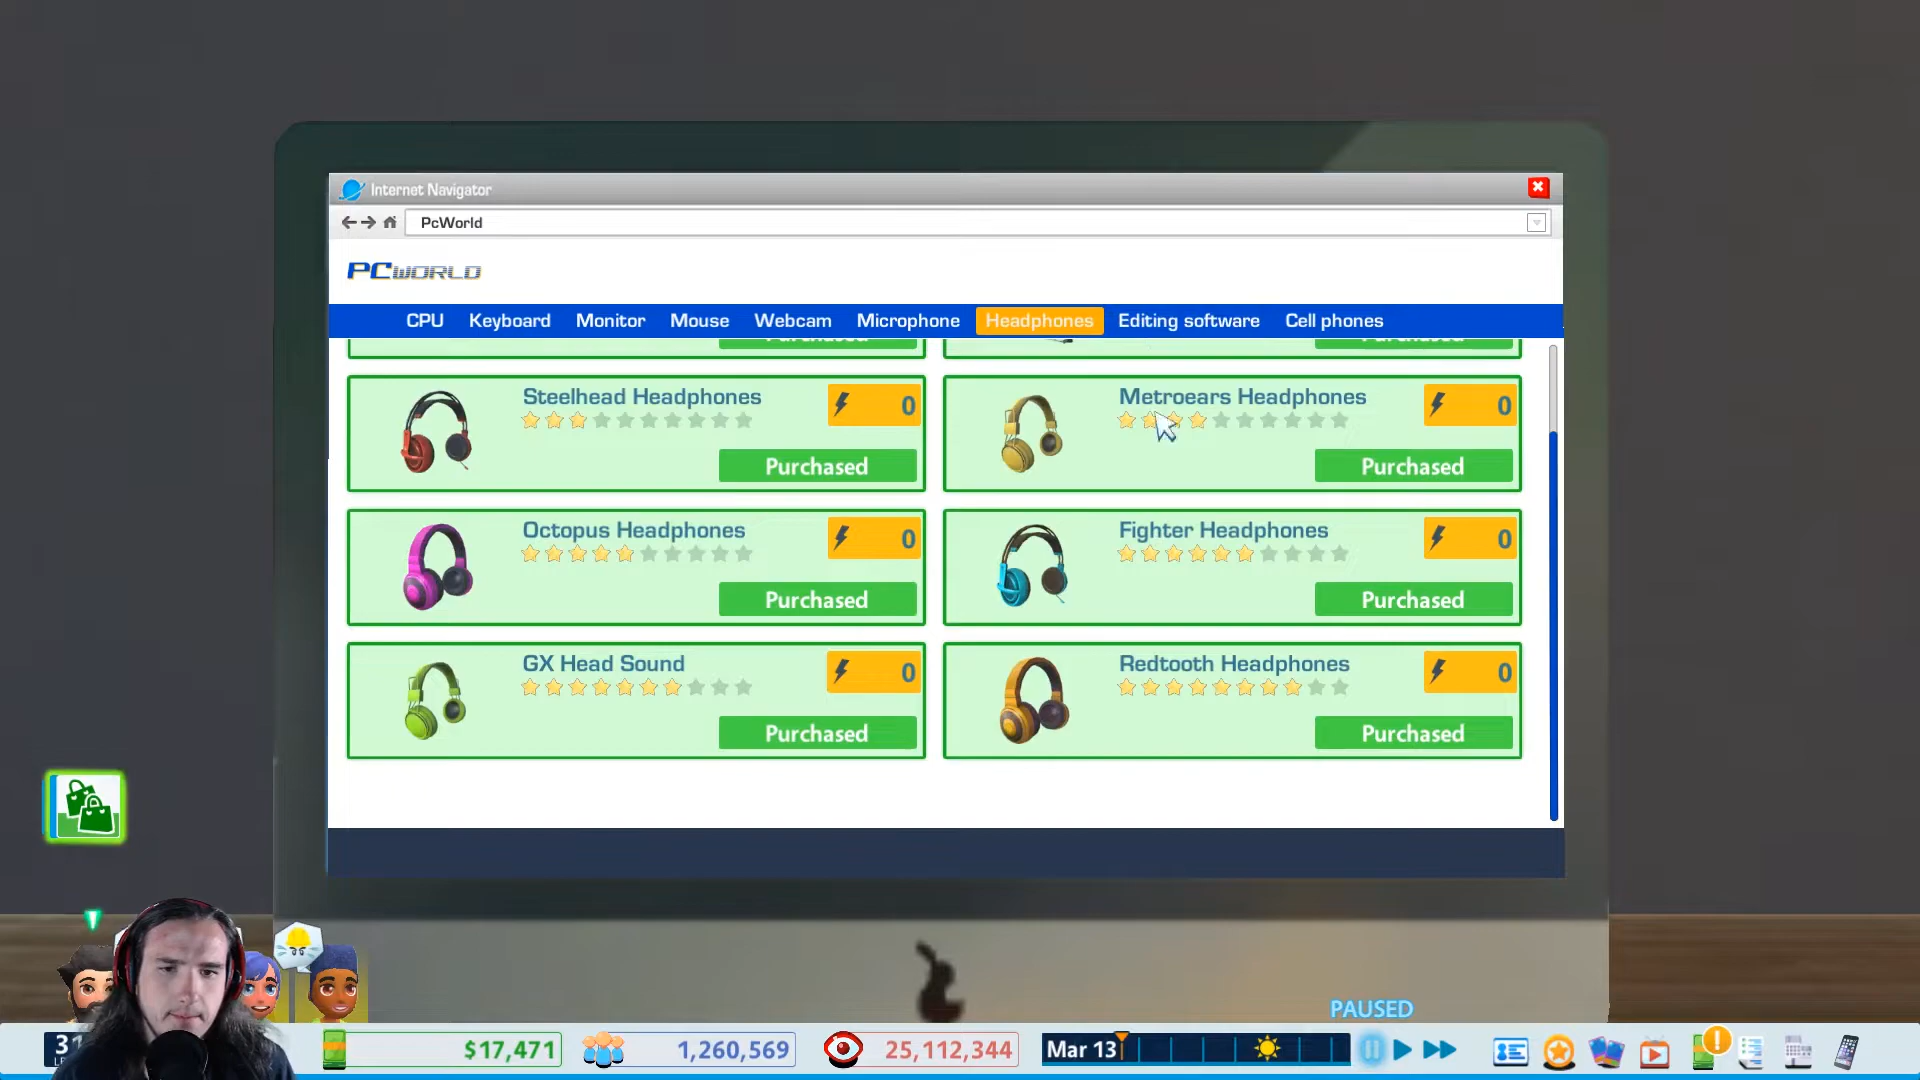 Internet Navigator
PcWorld
PCWORLD
CPU Keyboard Monitor Mouse Webcam Microphone Headphones Editing software Cell phones
Purchased Purchased
Steelhead Headphones 0
Purchased
Metroears Headphones 0
Purchased
Octopus Headphones 0
Purchased
Fighter Headphones 0
Purchased
GX Head Sound 0
Purchased
Redtooth Headphones 0
Purchased
PAUSED
$17,471 1,260,569 25,112,344 Mar 13